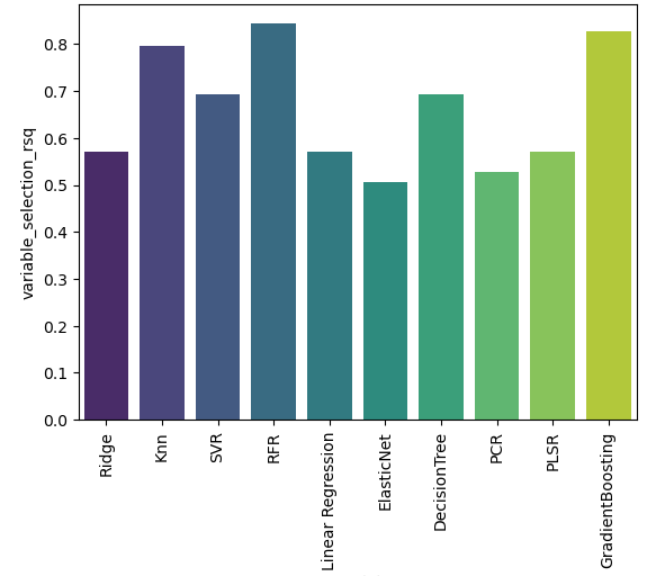 variable_selection_rsq
0.8
0.7
0.6
0.5
0.4
0.3
0.2
0.1
0.0
Ridge
Knn
SVR
RFR
Linear Regression
ElasticNet
DecisionTree
PCR
PLSR
GradientBoosting